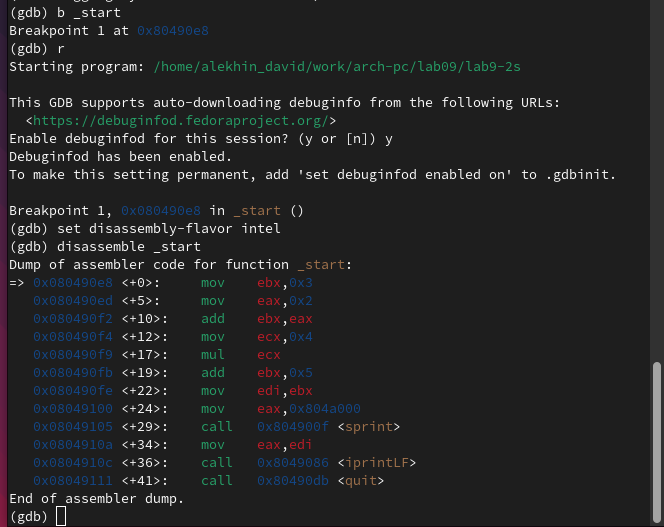 (gdb) b _start
Breakpoint 1 at 0x80490e8
(gdb) r
Starting program: /home/alekhin_david/work/arch-pc/lab09/lab9-2s

This GDB supports auto-downloading debuginfo from the following URLs:
  <https://debuginfod.fedoraproject.org/>
Enable debuginfod for this session? (y or [n]) y
Debuginfod has been enabled.
To make this setting permanent, add 'set debuginfod enabled on' to .gdbinit.

Breakpoint 1, 0x080490e8 in _start ()
(gdb) set disassembly-flavor intel
(gdb) disassemble _start
Dump of assembler code for function _start:
=> 0x080490e8 <+0>:     mov    ebx,0x3
   0x080490ed <+5>:     mov    eax,0x2
   0x080490f2 <+10>:    add    ebx,eax
   0x080490f4 <+12>:    mov    ecx,0x4
   0x080490f9 <+17>:    mul    ecx
   0x080490fb <+19>:    add    ebx,0x5
   0x080490fe <+22>:    mov    edi,ebx
   0x08049100 <+24>:    mov    eax,0x804a000
   0x08049105 <+29>:    call   0x804900f <sprint>
   0x0804910a <+34>:    mov    eax,edi
   0x0804910c <+36>:    call   0x8049086 <iprintLF>
   0x08049111 <+41>:    call   0x80490db <quit>
End of assembler dump.
(gdb)